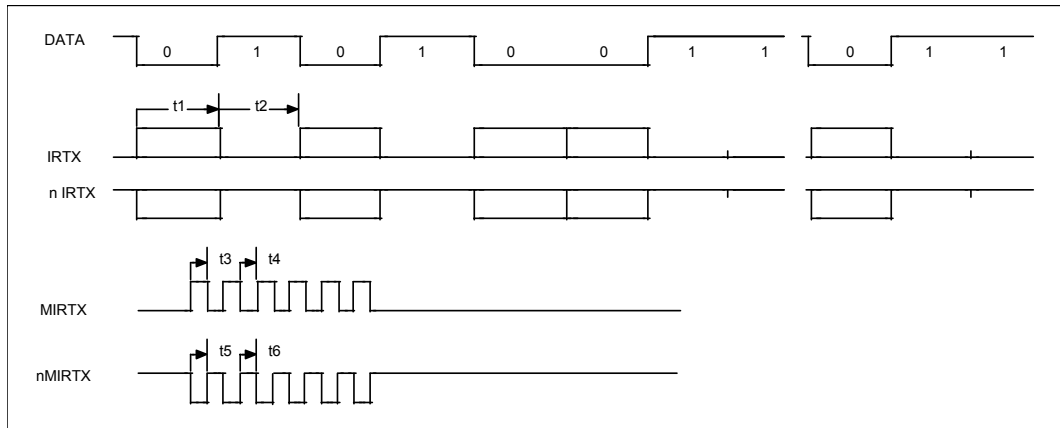 DATA
0 1 0 1 0 0 1 1 0 1 1
t1 t2
IRTX
n IRTX
t3 t4
MIRTX
t5 t6
nMIRTX